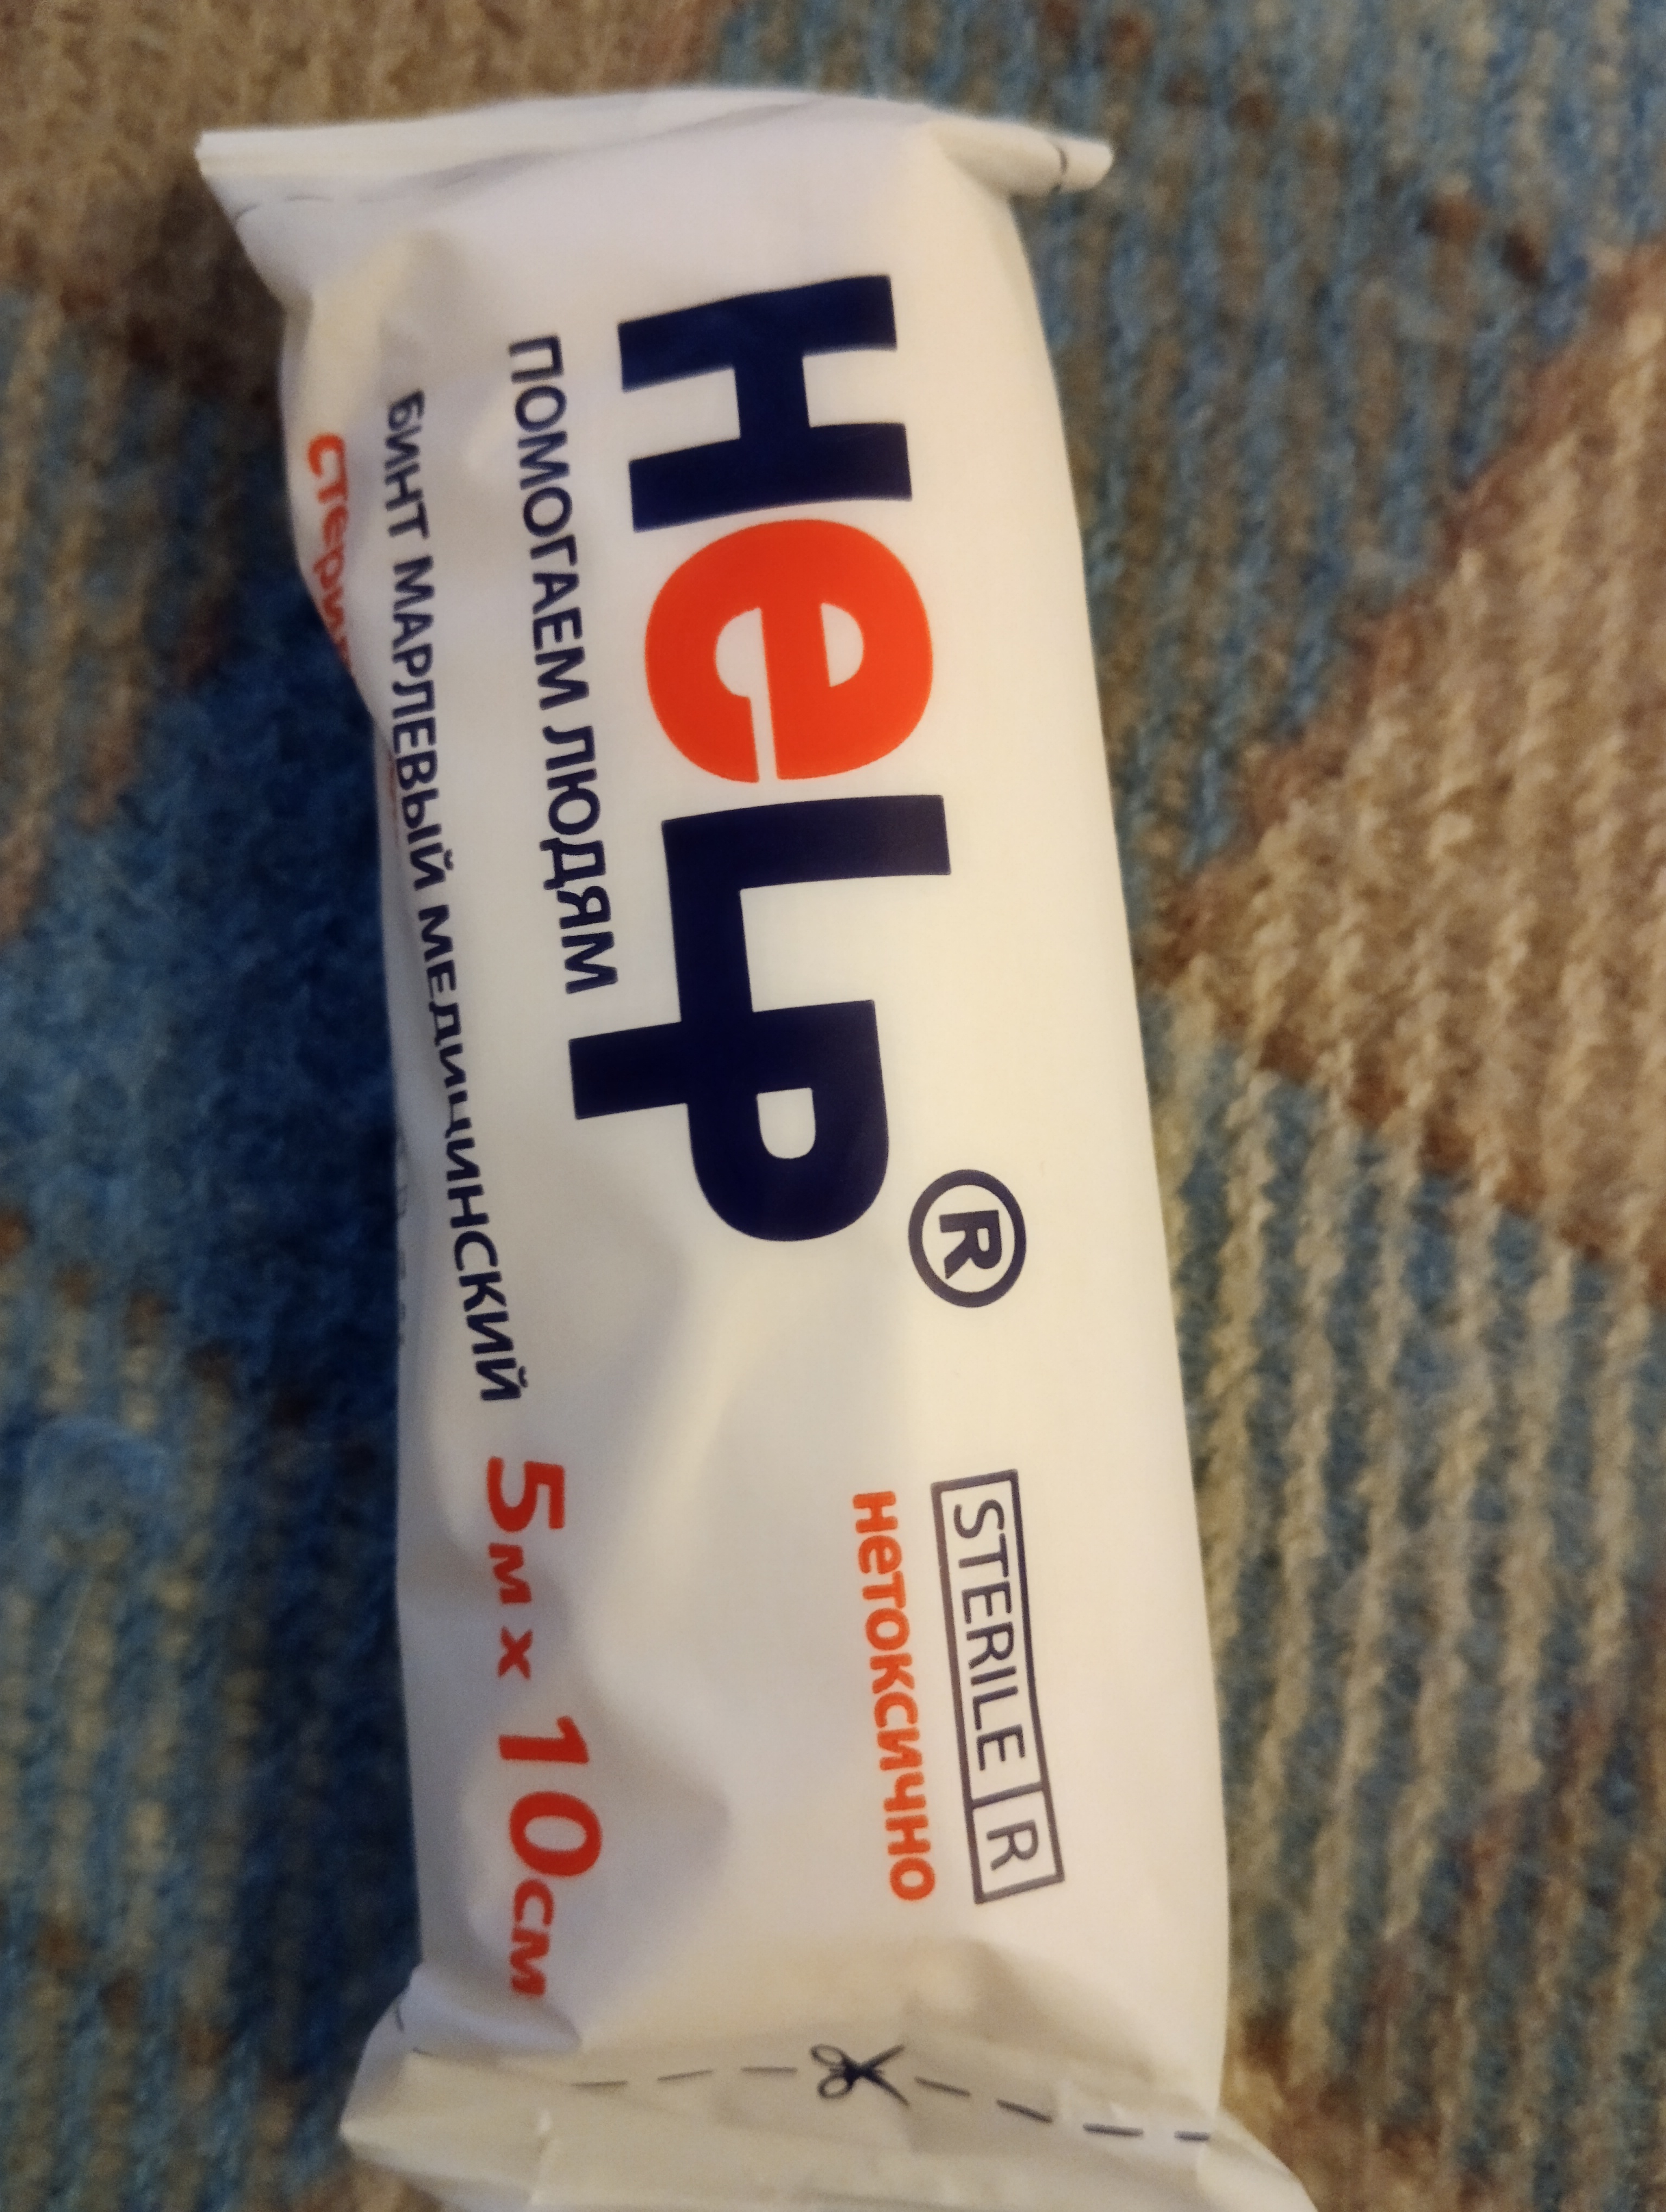 HeLP®
ПОМОГАЕМ ЛЮДЯМ
STERILE R
нетоксично
БИНТ МАРЛЕВЫЙ МЕДИЦИНСКИЙ 5м x 10см